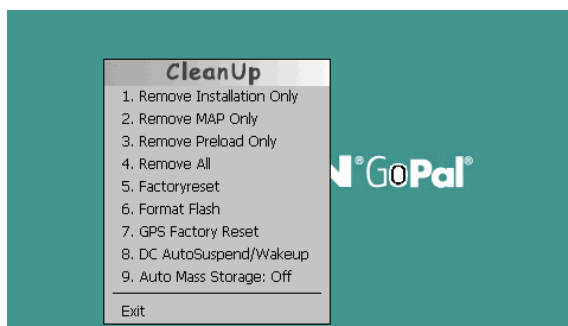 CleanUp
1. Remove Installation Only
2. Remove MAP Only
3. Remove Preload Only
4. Remove All
5. Factoryreset
6. Format Flash
7. GPS Factory Reset
8. DC AutoSuspend/Wakeup
9. Auto Mass Storage: Off
Exit
N®GoPal®